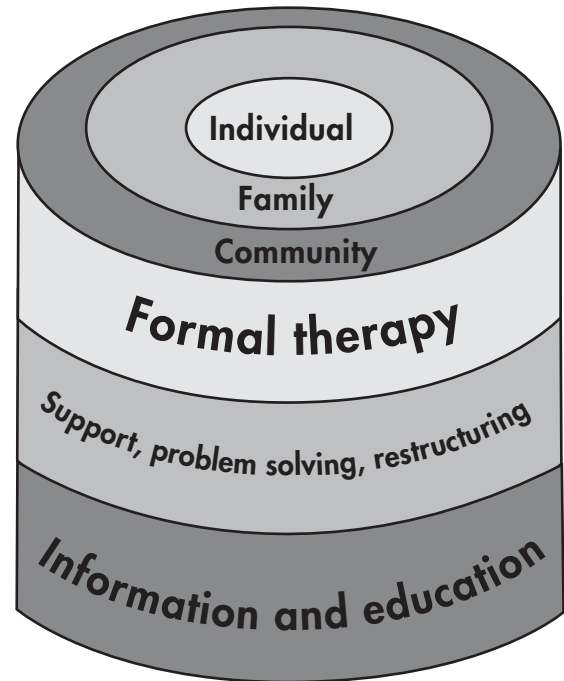 Individual
Family
Community
Formal therapy
Support, problem solving, restructuring
Information and education